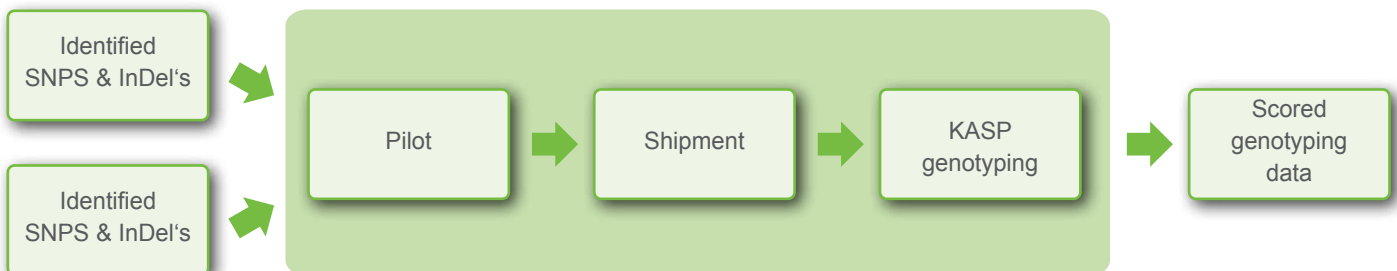 Identified
SNPS & InDel‘s
Identified
SNPS & InDel‘s
Pilot
Shipment
KASP
genotyping
Scored
genotyping
data